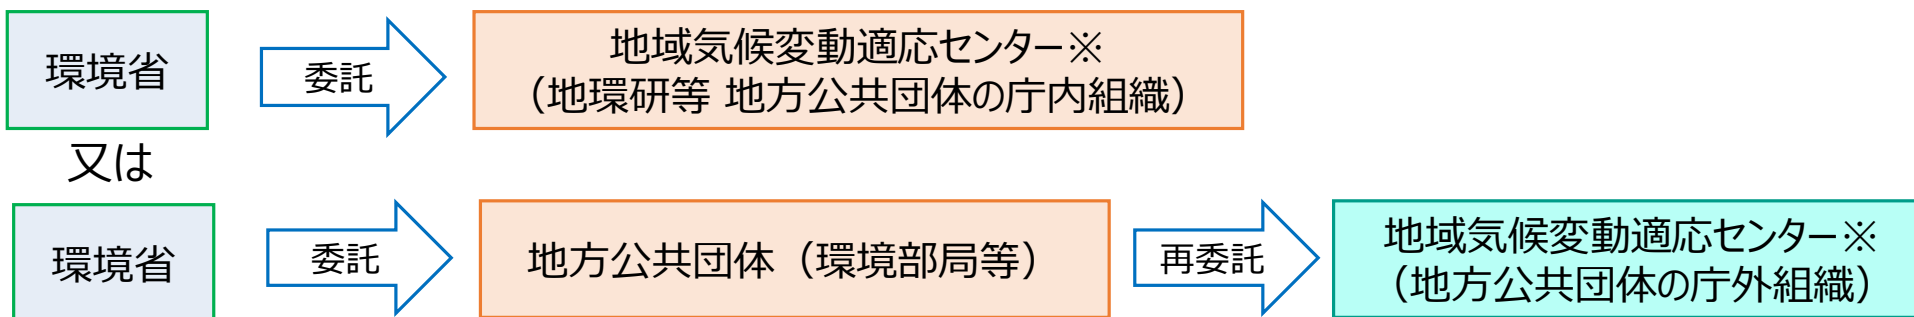 環境省
委託
地域気候変動適応センター※
（地環研等 地方公共団体の庁内組織）
又は
環境省
委託
地方公共団体（環境部局等）
再委託
地域気候変動適応センター※
（地方公共団体の庁外組織）